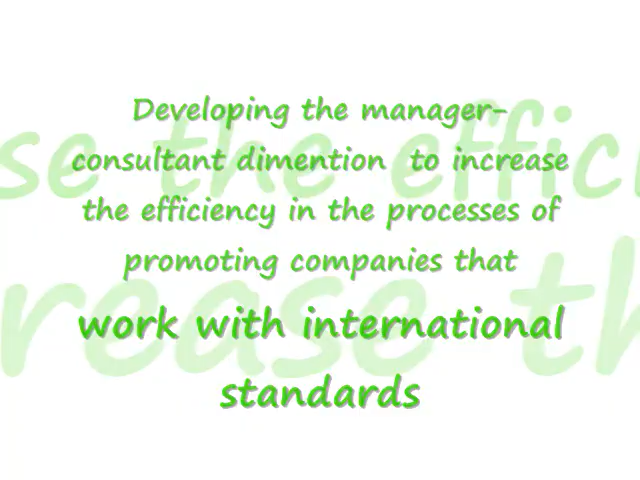 Developing the manager-
consultant dimention to increase
the efficiency in the processes of
promoting companies that
work with international
standards